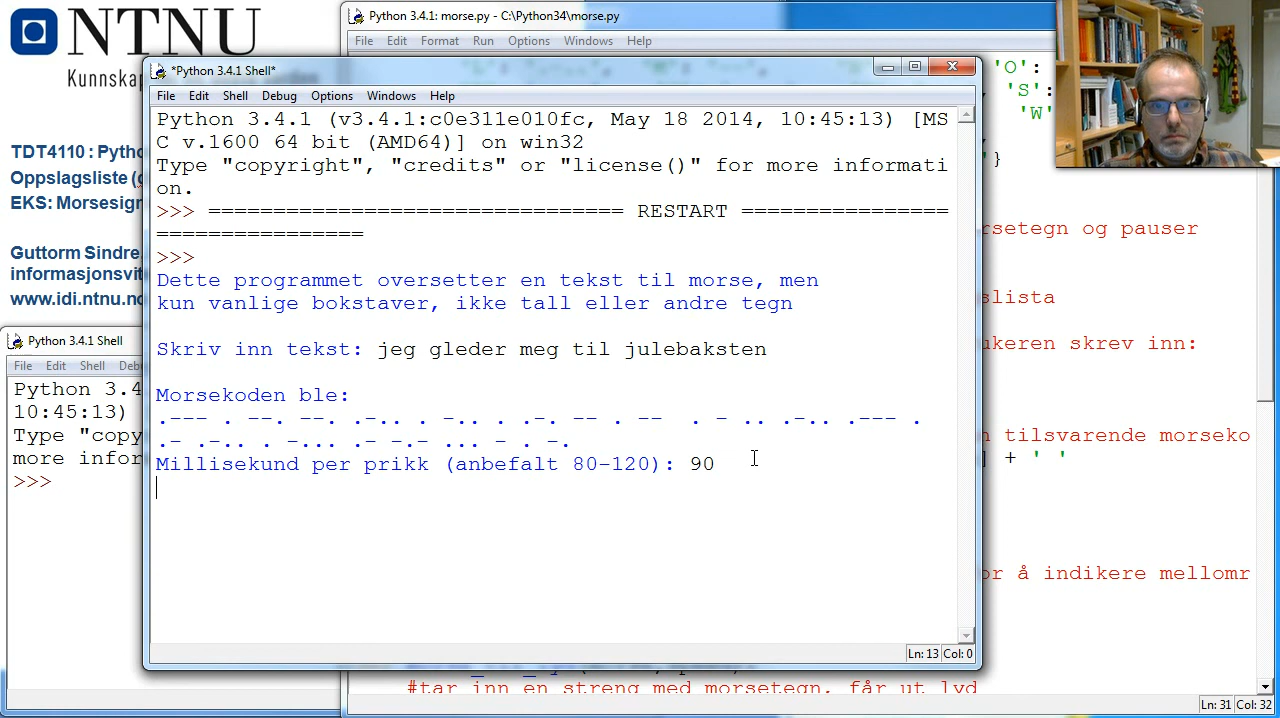 NTNU
Kunnskap
TDT4110 : Pytho
Oppslagsliste (
EKS: Morsesign
Guttorm Sindre,
informasjonsvit
www.idi.ntnu.no
Python 3.4.1: morse.py - C:\Python34\morse.py
File Edit Format Run Options Windows Help
'O':
'S':
'W'
'}
rsetegn og pauser
slista
ukeren skrev inn:
n tilsvarende morseko
] + ' '
or å indikere mellomr
#tar inn en streng med morsetegn, får ut lyd
Ln: 31 Col: 32
*Python 3.4.1 Shell*
File Edit Shell Debug Options Windows Help
Python 3.4.1 (v3.4.1:c0e311e010fc, May 18 2014, 10:45:13) [MS
C v.1600 64 bit (AMD64)] on win32
Type "copyright", "credits" or "license()" for more informati
on.
>>> ================================ RESTART ================
================
>>>
Dette programmet oversetter en tekst til morse, men
kun vanlige bokstaver, ikke tall eller andre tegn
Skriv inn tekst: jeg gleder meg til julebaksten
Morsekoden ble:
.--- . --. --. .-.. . -.. . .-. -- . -- . - .. .-.. .--- .
.- .-.. . -... .- -.- ... - . -.
Millisekund per prikk (anbefalt 80-120): 90
Ln: 13 Col: 0
Python 3.4.1 Shell
File Edit Shell Deb
Python 3.4
10:45:13)
Type "copy
more infor
>>>